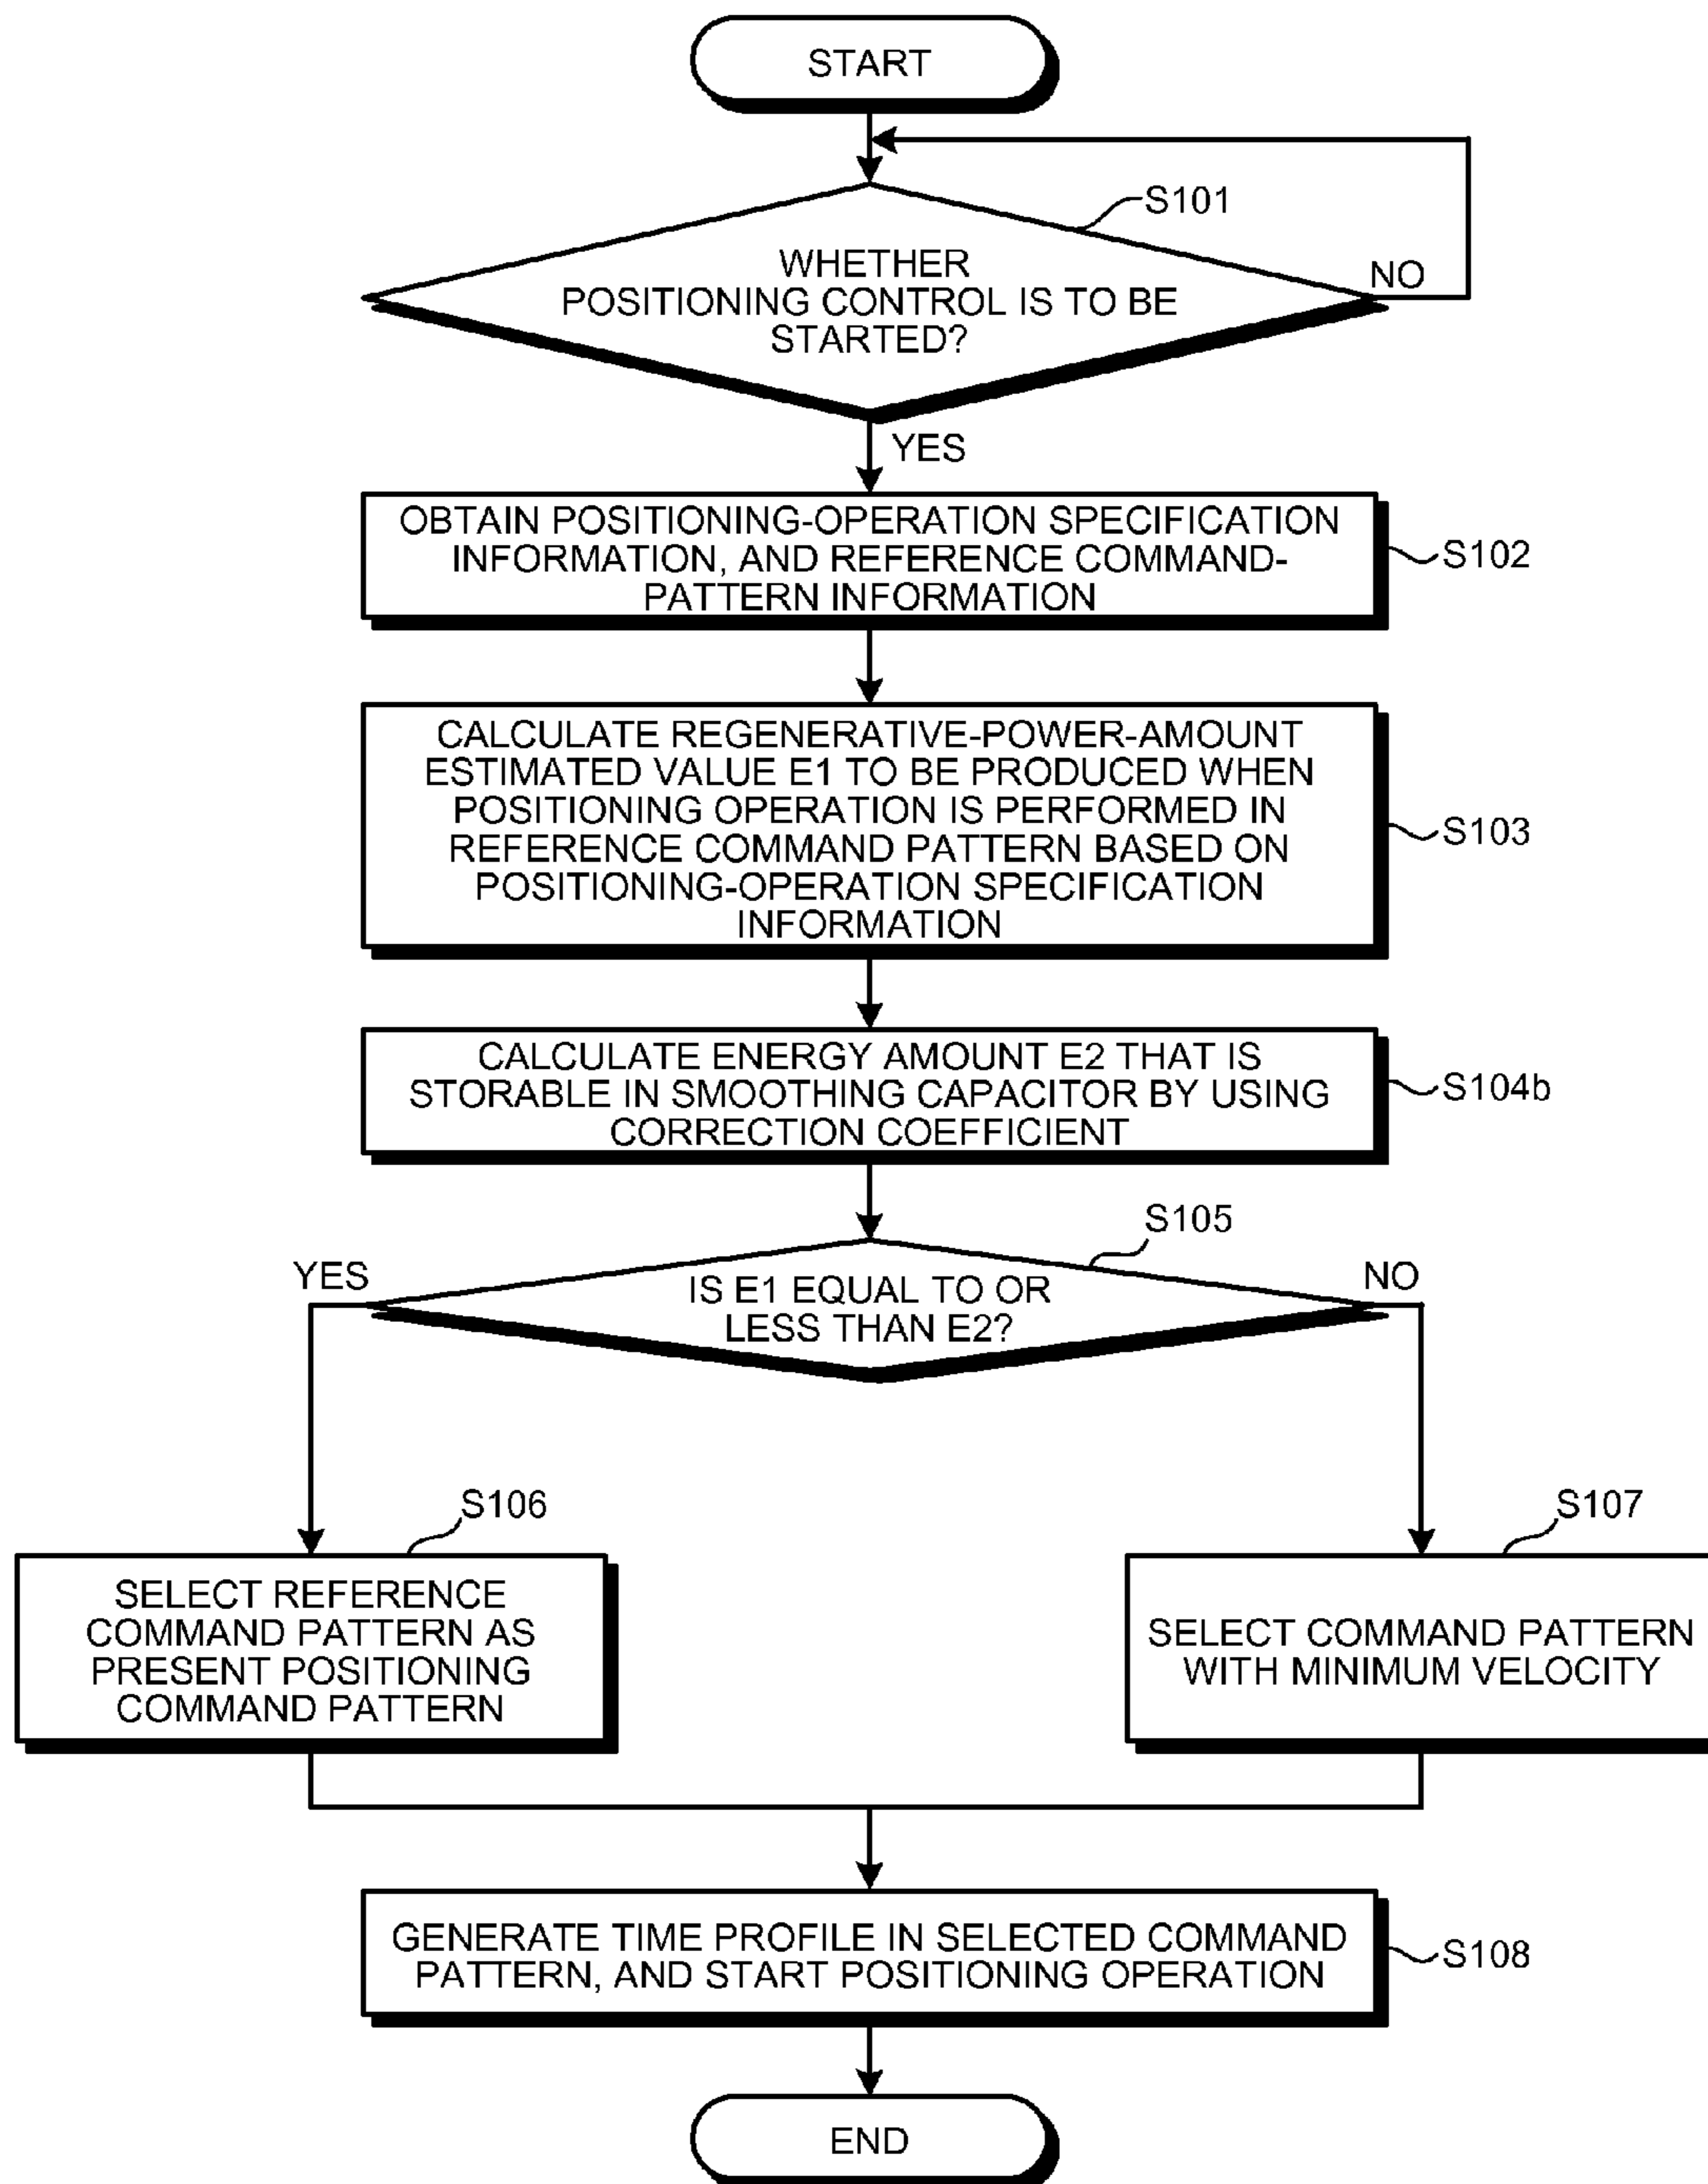 START
S101
WHETHER
POSITIONING CONTROL IS TO BE
STARTED?
NO
YES
OBTAIN POSITIONING-OPERATION SPECIFICATION
INFORMATION, AND REFERENCE COMMAND-
PATTERN INFORMATION
S102
CALCULATE REGENERATIVE-POWER-AMOUNT
ESTIMATED VALUE E1 TO BE PRODUCED WHEN
POSITIONING OPERATION IS PERFORMED IN
REFERENCE COMMAND PATTERN BASED ON
POSITIONING-OPERATION SPECIFICATION
INFORMATION
S103
CALCULATE ENERGY AMOUNT E2 THAT IS
STORABLE IN SMOOTHING CAPACITOR BY USING
CORRECTION COEFFICIENT
S104b
S105
YES
IS E1 EQUAL TO OR
LESS THAN E2?
NO
S106
SELECT REFERENCE
COMMAND PATTERN AS
PRESENT POSITIONING
COMMAND PATTERN
S107
SELECT COMMAND PATTERN
WITH MINIMUM VELOCITY
GENERATE TIME PROFILE IN SELECTED COMMAND
PATTERN, AND START POSITIONING OPERATION
S108
END